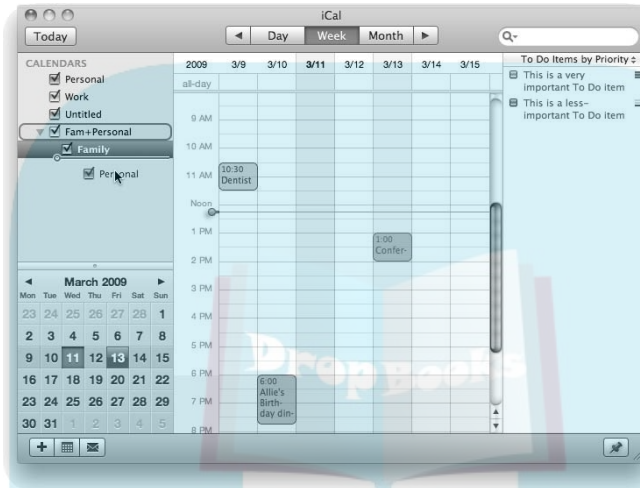 iCal
Today
Day Week Month
CALENDARS
Personal
Work
Untitled
Fam+Personal
Family
Personal
2009 3/9 3/10 3/11 3/12 3/13 3/14 3/15
all-day
9 AM
10 AM
11 AM
Noon
1 PM
2 PM
3 PM
4 PM
5 PM
6 PM
7 PM
8 PM
10:30
Dentist
1:00
Confer-
6:00
Allie's
Birth-
day din-
To Do Items by Priority
This is a very
important To Do item
This is a less-
important To Do item
March 2009
Mon Tue Wed Thu Fri Sat Sun
23 24 25 26 27 28 1
2 3 4 5 6 7 8
9 10 11 12 13 14 15
16 17 18 19 20 21 22
23 24 25 26 27 28 29
30 31 1 2 3 4 5
DropBooks